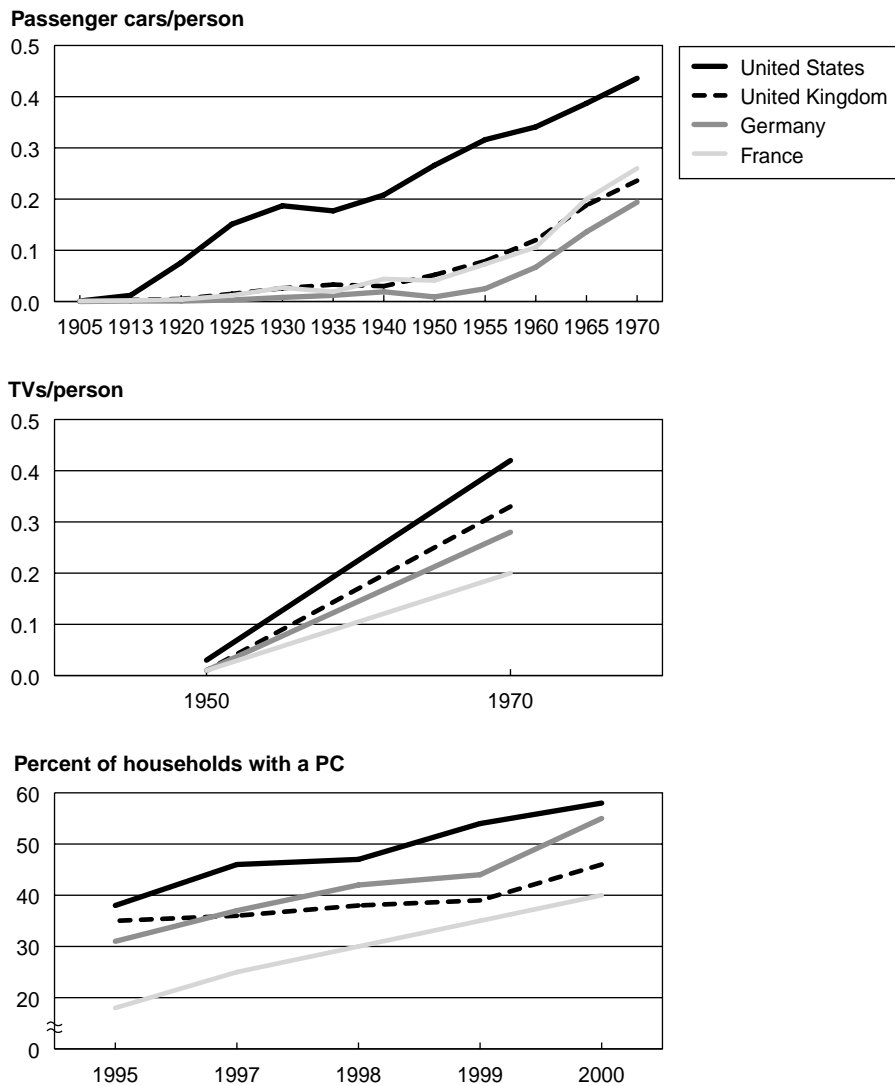 Passenger cars/person
0.5
0.4
0.3
0.2
0.1
0.0
1905 1913 1920 1925 1930 1935 1940 1950 1955 1960 1965 1970
United States
United Kingdom
Germany
France
TVs/person
0.5
0.4
0.3
0.2
0.1
0.0
1950 1970
Percent of households with a PC
60
50
40
30
20
0
1995 1997 1998 1999 2000